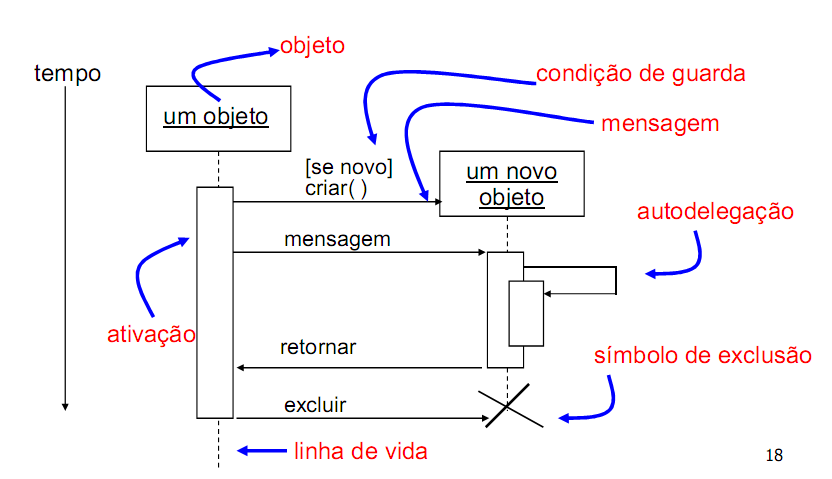 objeto
tempo
condição de guarda
um objeto
mensagem
[se novo]
criar( )
um novo
objeto
autodelegação
mensagem
ativação
retornar
símbolo de exclusão
excluir
linha de vida
18